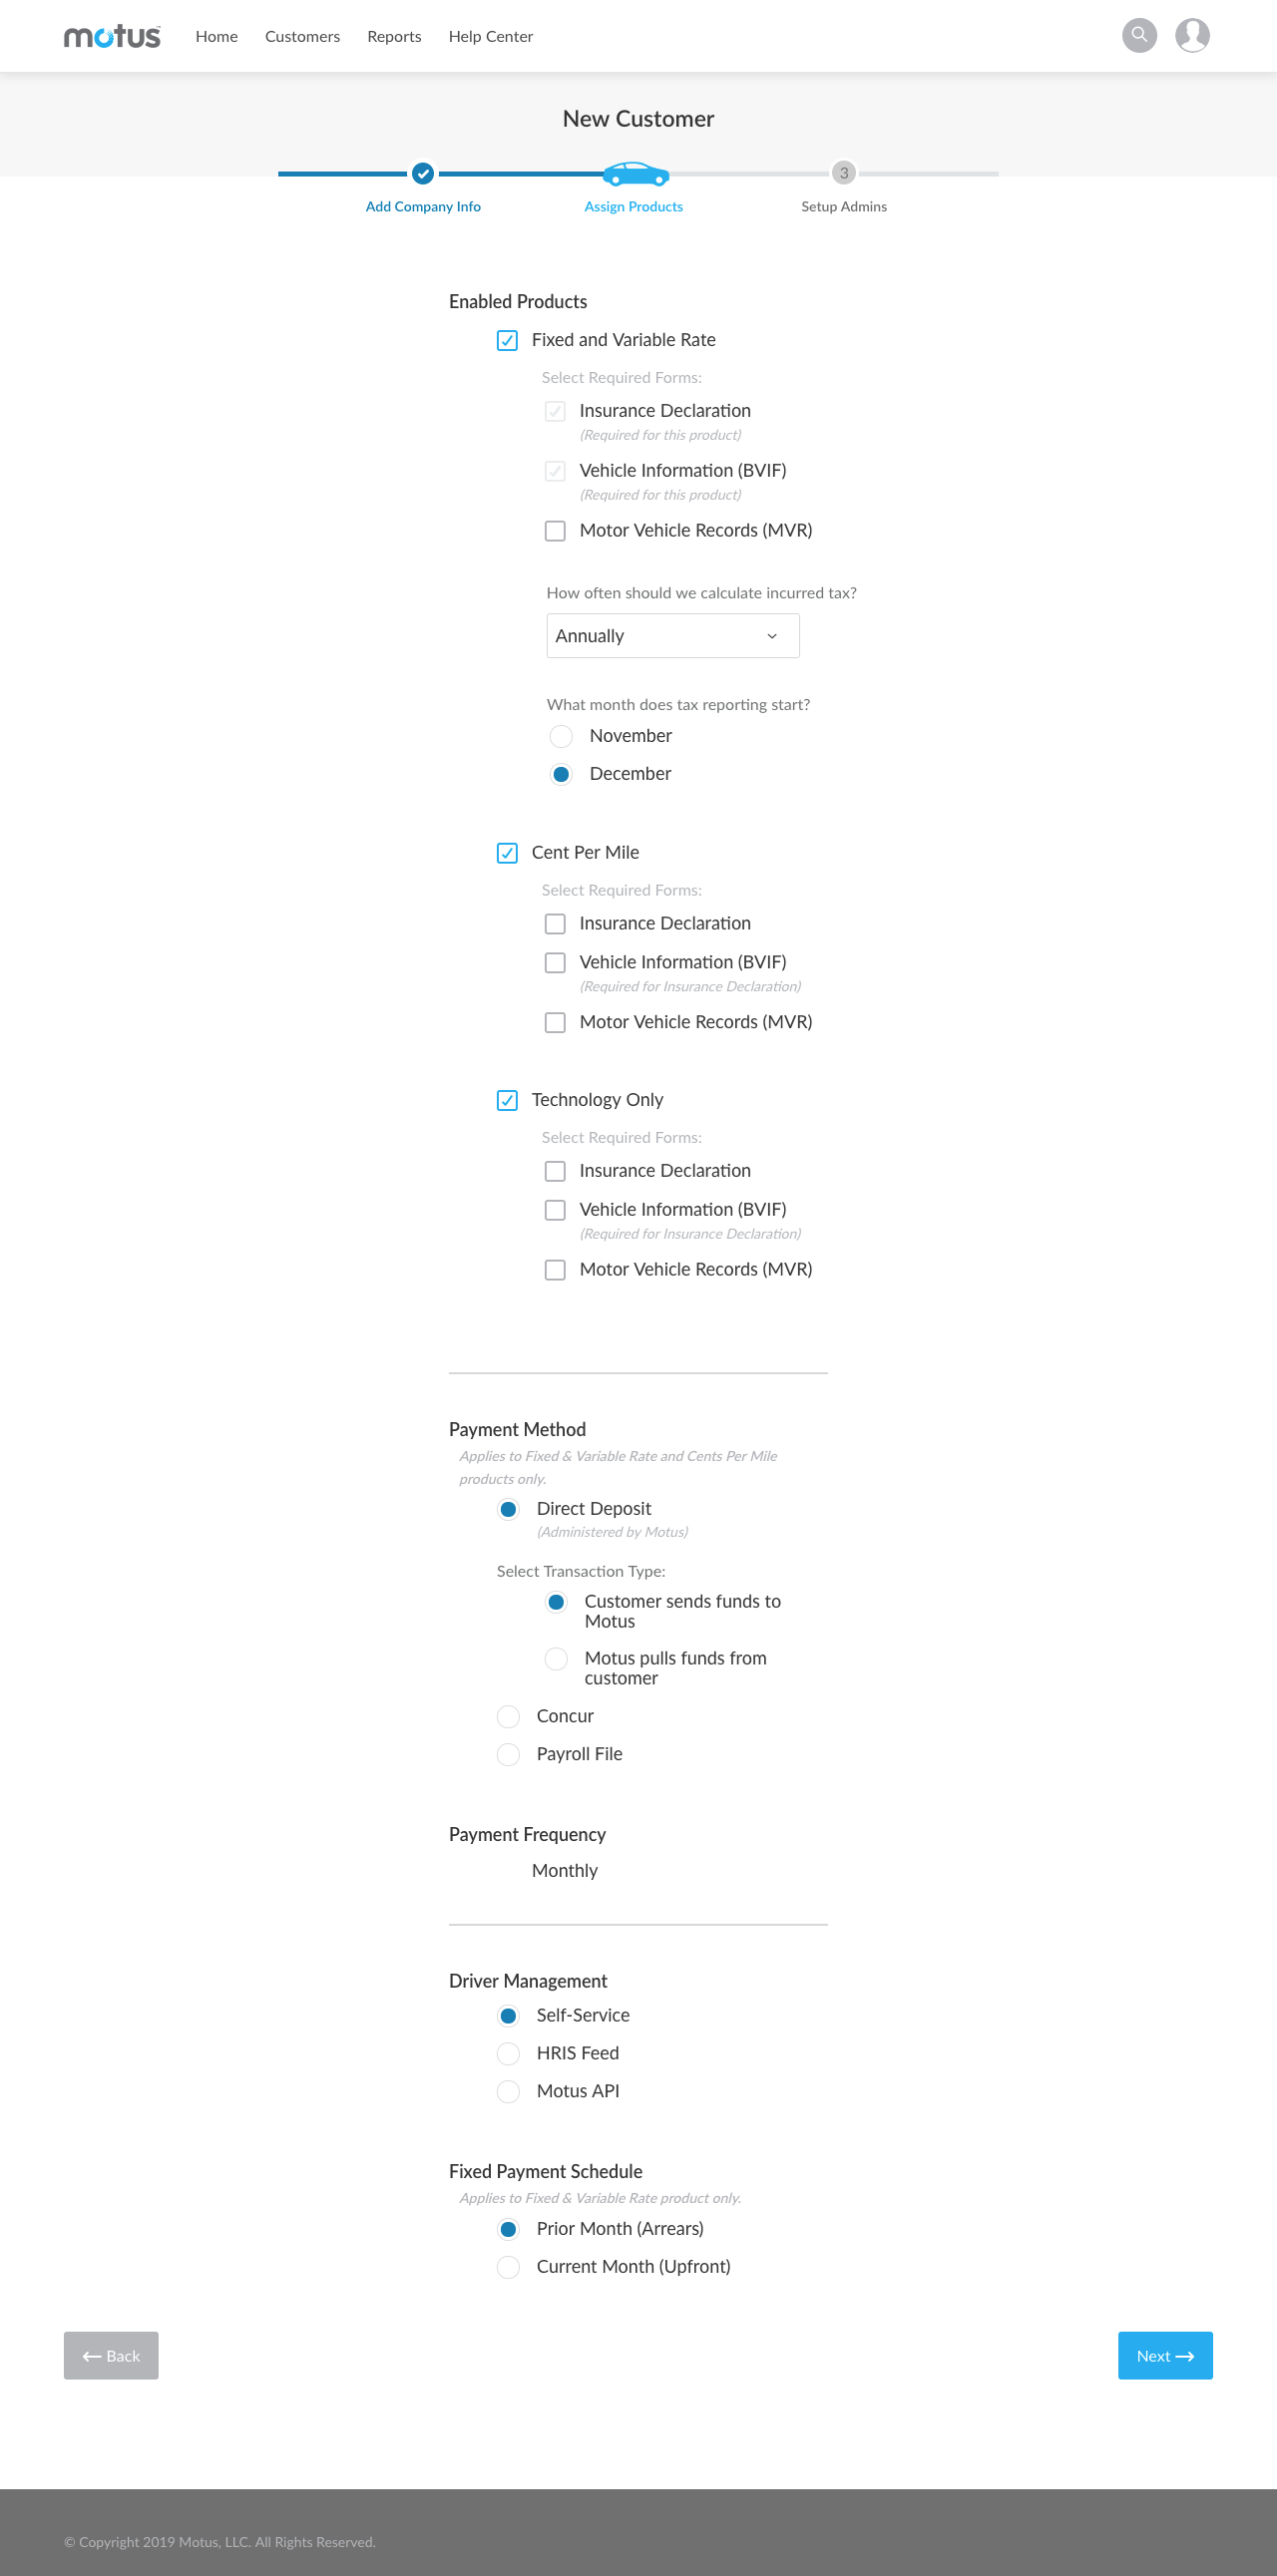 motus™
Home Customers Reports Help Center
New Customer
3
Add Company Info Assign Products Setup Admins
Enabled Products
Fixed and Variable Rate
Select Required Forms:
Insurance Declaration
(Required for this product)
Vehicle Information (BVIF)
(Required for this product)
Motor Vehicle Records (MVR)
How often should we calculate incurred tax?
Annually
What month does tax reporting start?
November
December
Cent Per Mile
Select Required Forms:
Insurance Declaration
Vehicle Information (BVIF)
(Required for Insurance Declaration)
Motor Vehicle Records (MVR)
Technology Only
Select Required Forms:
Insurance Declaration
Vehicle Information (BVIF)
(Required for Insurance Declaration)
Motor Vehicle Records (MVR)
Payment Method
Applies to Fixed & Variable Rate and Cents Per Mile
products only.
Direct Deposit
(Administered by Motus)
Select Transaction Type:
Customer sends funds to
Motus
Motus pulls funds from
customer
Concur
Payroll File
Payment Frequency
Monthly
Driver Management
Self-Service
HRIS Feed
Motus API
Fixed Payment Schedule
Applies to Fixed & Variable Rate product only.
Prior Month (Arrears)
Current Month (Upfront)
Back Next
© Copyright 2019 Motus, LLC. All Rights Reserved.